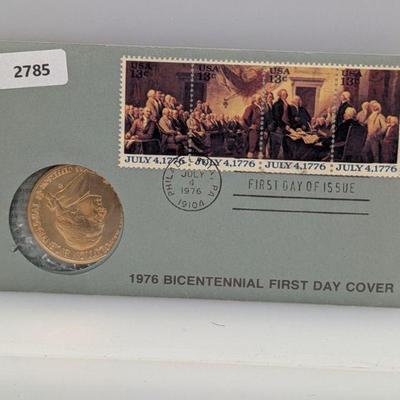 2785
USA 13c USA 13c USA 13c USA 13c
JULY 4, 1776 JULY 4, 1776 JULY 4, 1776 JULY 4, 1776
PHILADELPHIA, PA
JULY
4
1976
19104
FIRST DAY OF ISSUE
1976 BICENTENNIAL FIRST DAY COVER